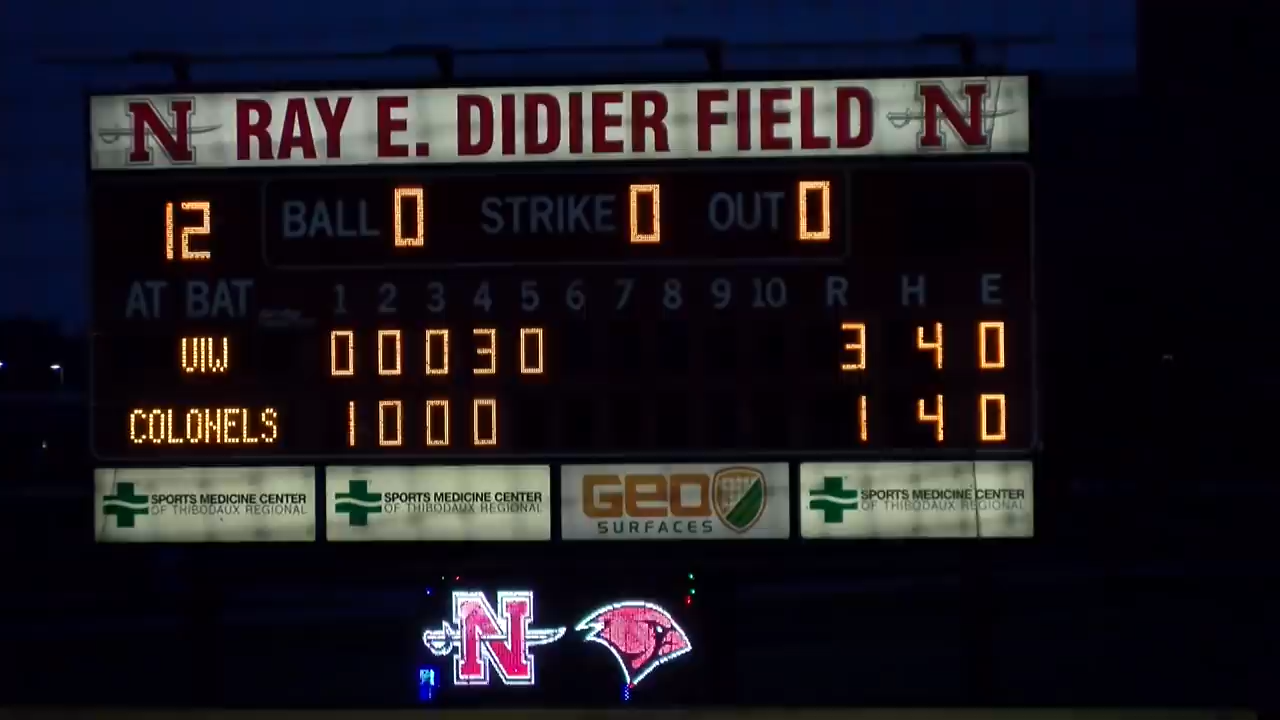 N RAY E. DIDIER FIELD N
12 BALL 0 STRIKE 0 OUT 0
AT BAT 1 2 3 4 5 6 7 8 9 10 R H E
UIW 0 0 0 3 0 3 4 0
COLONELS 1 0 0 0 1 4 0
SPORTS MEDICINE CENTER
OF THIBODAUX REGIONAL
SPORTS MEDICINE CENTER
OF THIBODAUX REGIONAL
GEO
SURFACES
SPORTS MEDICINE CENTER
OF THIBODAUX REGIONAL
N